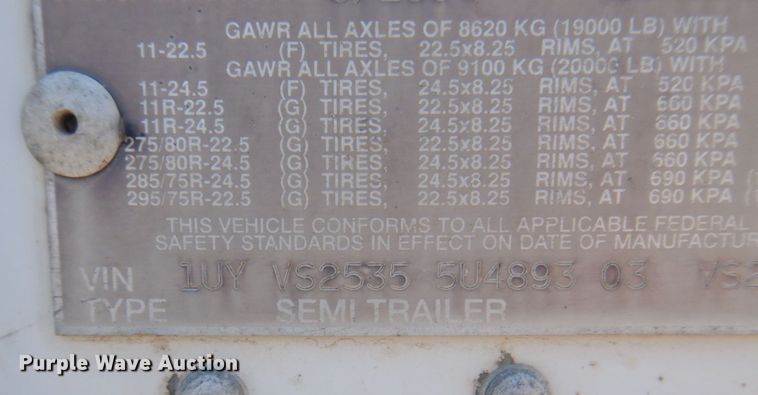 GAWR ALL AXLES OF 8620 KG (19000 LB) WITH
11-22.5 (F) TIRES, 22.5x8.25 RIMS, AT 520 KPA
GAWR ALL AXLES OF 9100 KG (20000 LB) WITH
11-24.5 (F) TIRES, 24.5x8.25 RIMS, AT 520 KPA
11R-22.5 (G) TIRES, 22.5x8.25 RIMS, AT 660 KPA
11R-24.5 (G) TIRES, 24.5x8.25 RIMS, AT 660 KPA
275/80R-22.5 (G) TIRES, 22.5x8.25 RIMS, AT 660 KPA
275/80R-24.5 (G) TIRES, 24.5x8.25 RIMS, AT 660 KPA
285/75R-24.5 (G) TIRES, 24.5x8.25 RIMS, AT 690 KPA (
295/75R-22.5 (G) TIRES, 22.5x8.25 RIMS, AT 690 KPA (
THIS VEHICLE CONFORMS TO ALL APPLICABLE FEDERAL
SAFETY STANDARDS IN EFFECT ON DATE OF MANUFACTUR
VIN 1UY VS2535 5U4893 03 VS2
TYPE SEMI TRAILER
Purple Wave Auction